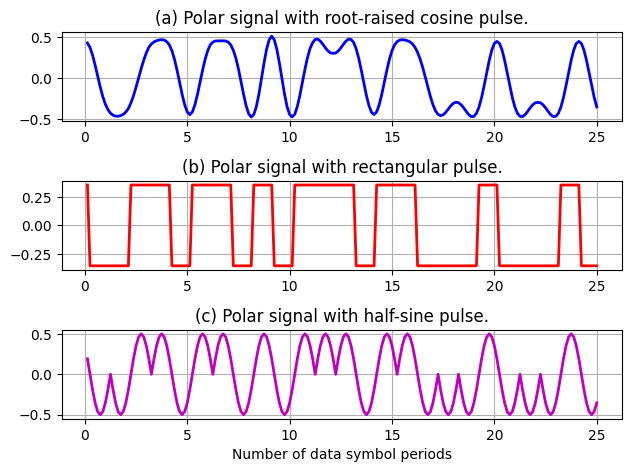 (a) Polar signal with root-raised cosine pulse.
0.5
0.0
−0.5
0 5 10 15 20 25
(b) Polar signal with rectangular pulse.
0.25
0.00
−0.25
0 5 10 15 20 25
(c) Polar signal with half-sine pulse.
0.5
0.0
−0.5
0 5 10 15 20 25
Number of data symbol periods